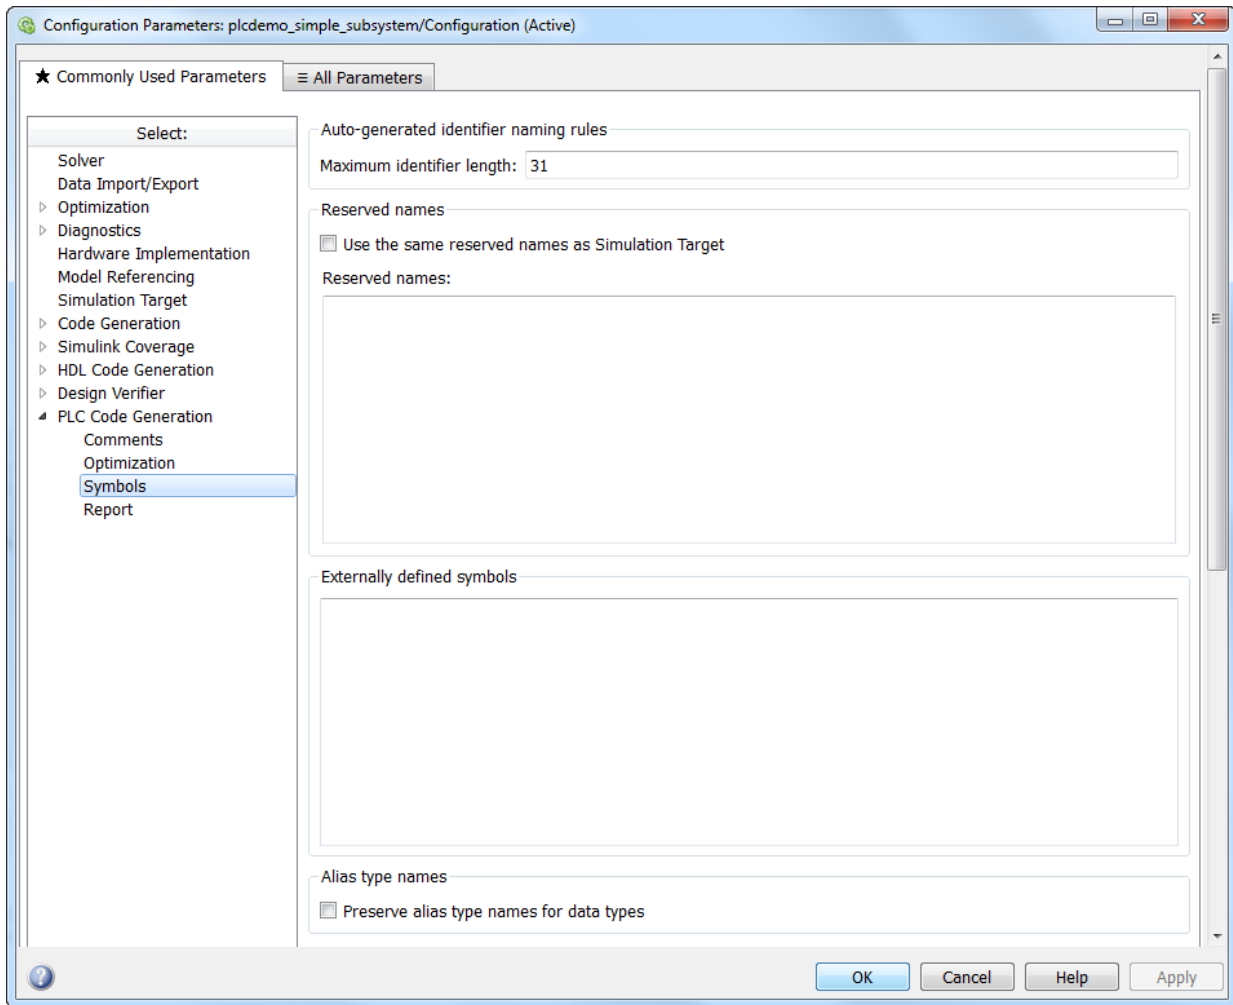 Configuration Parameters: plcdemo_simple_subsystem/Configuration (Active)
★ Commonly Used Parameters
≡ All Parameters
Select:
Solver
Data Import/Export
Optimization
Diagnostics
Hardware Implementation
Model Referencing
Simulation Target
Code Generation
Simulink Coverage
HDL Code Generation
Design Verifier
PLC Code Generation
Comments
Optimization
Symbols
Report
Auto-generated identifier naming rules
Maximum identifier length: 31
Reserved names
Use the same reserved names as Simulation Target
Reserved names:
Externally defined symbols
Alias type names
Preserve alias type names for data types
?
OK
Cancel
Help
Apply